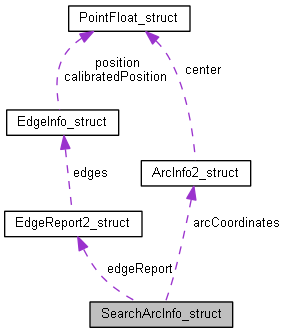 PointFloat_struct
position
calibratedPosition
center
EdgeInfo_struct
edges
ArcInfo2_struct
EdgeReport2_struct
arcCoordinates
edgeReport
SearchArcInfo_struct